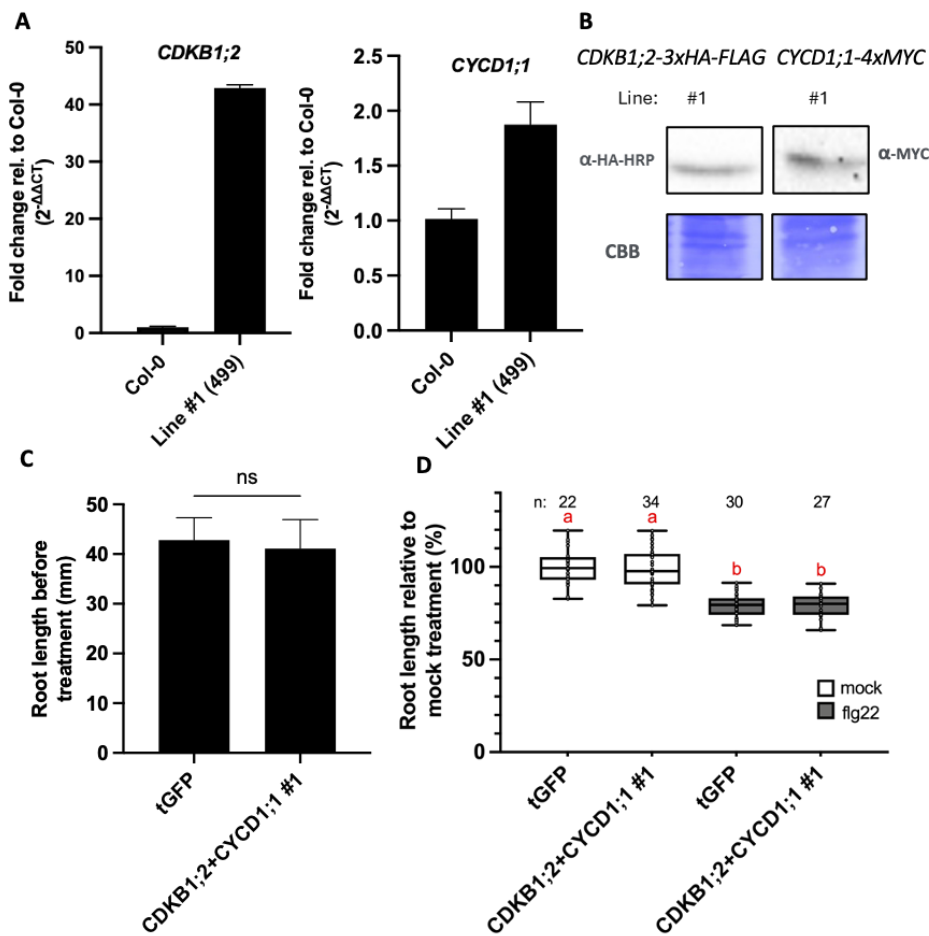 A
CDKB1;2
Fold change rel. to Col-0
(2^-ΔΔCT)
50
40
30
20
10
0
Col-0
Line #1 (499)
CYCD1;1
Fold change rel. to Col-0
(2^-ΔΔCT)
2.5
2.0
1.5
1.0
0.5
0.0
Col-0
Line #1 (499)
B
CDKB1;2-3xHA-FLAG CYCD1;1-4xMYC
Line: #1 #1
α-HA-HRP α-MYC
CBB
C
ns
Root length before
treatment (mm)
50
40
30
20
10
0
tGFP
CDKB1;2+CYCD1;1 #1
D
n: 22 34 30 27
a a b b
Root length relative to
mock treatment (%)
100
50
0
mock
flg22
tGFP
CDKB1;2+CYCD1;1 #1
tGFP
CDKB1;2+CYCD1;1 #1